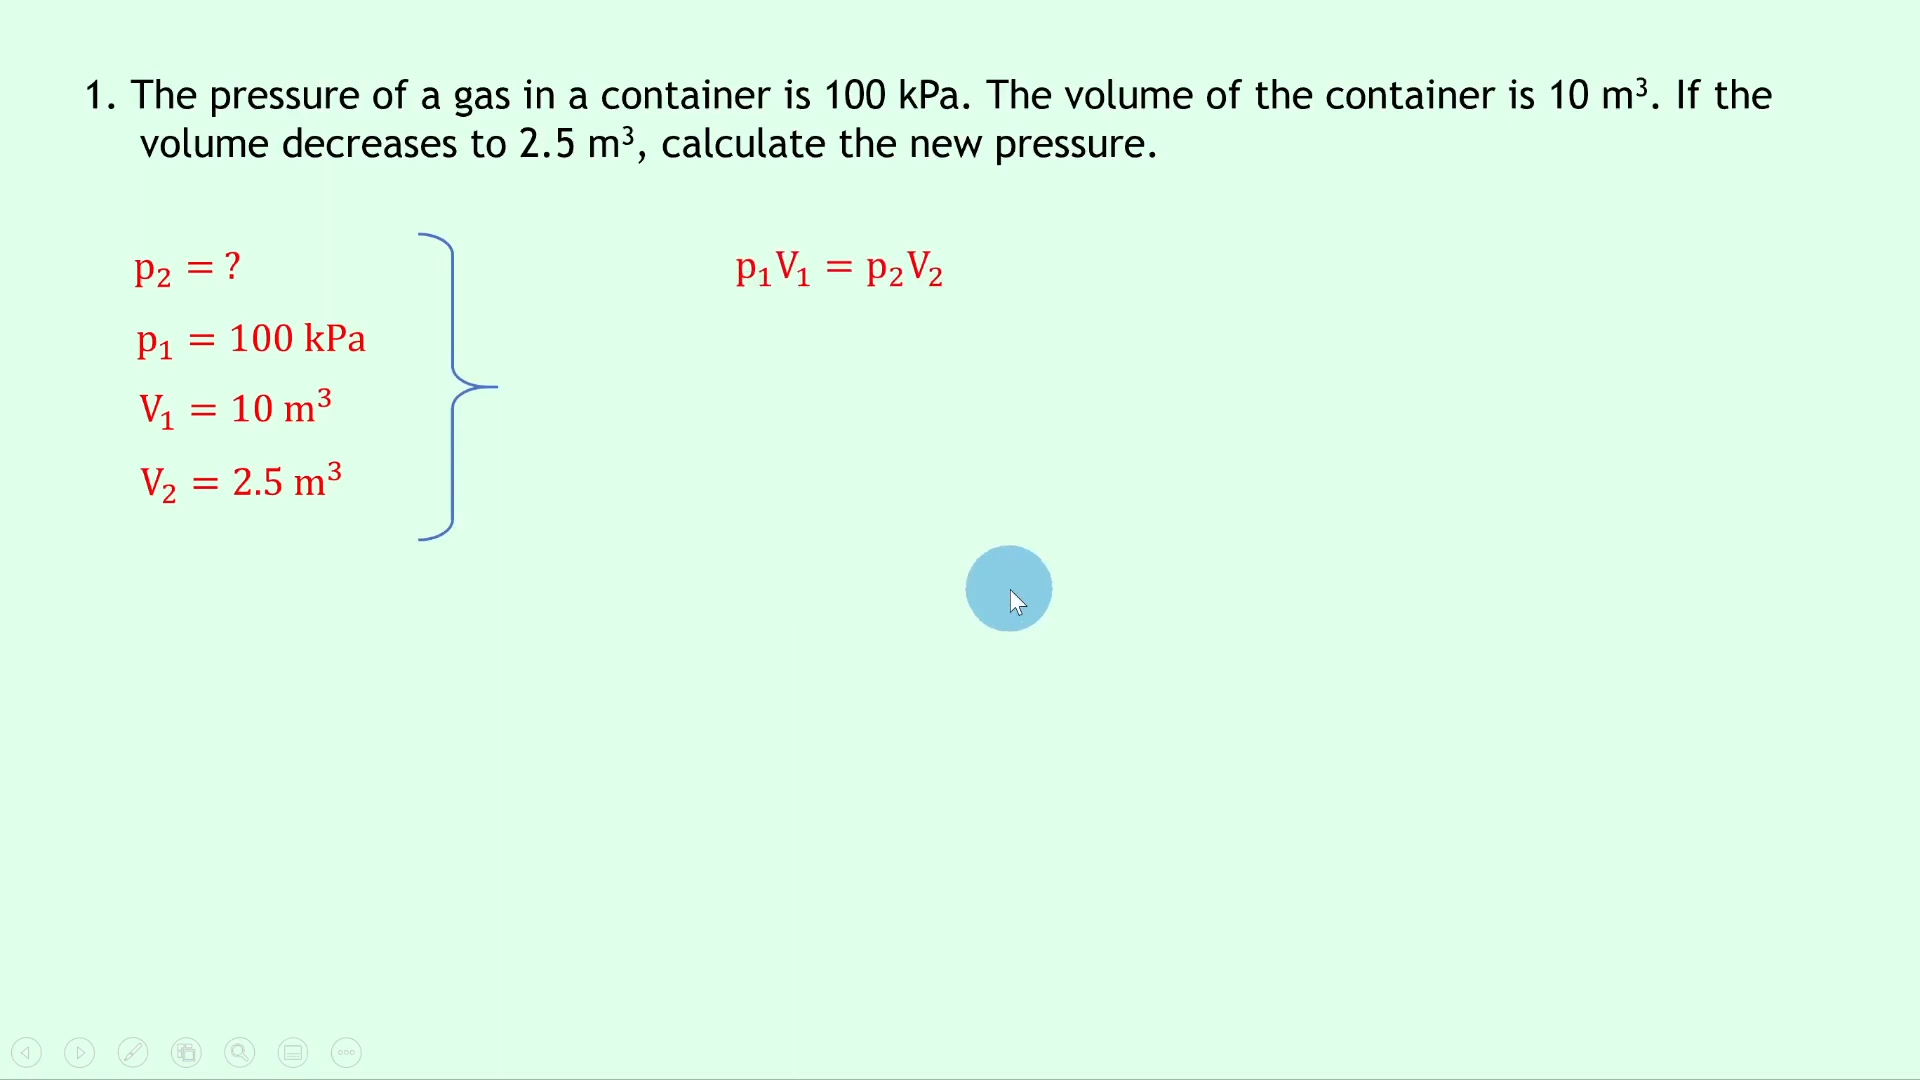 1. The pressure of a gas in a container is 100 kPa. The volume of the container is 10 m³. If the
volume decreases to 2.5 m³, calculate the new pressure.
p₂ = ?
p₁ = 100 kPa
V₁ = 10 m³
V₂ = 2.5 m³
p₁V₁ = p₂V₂